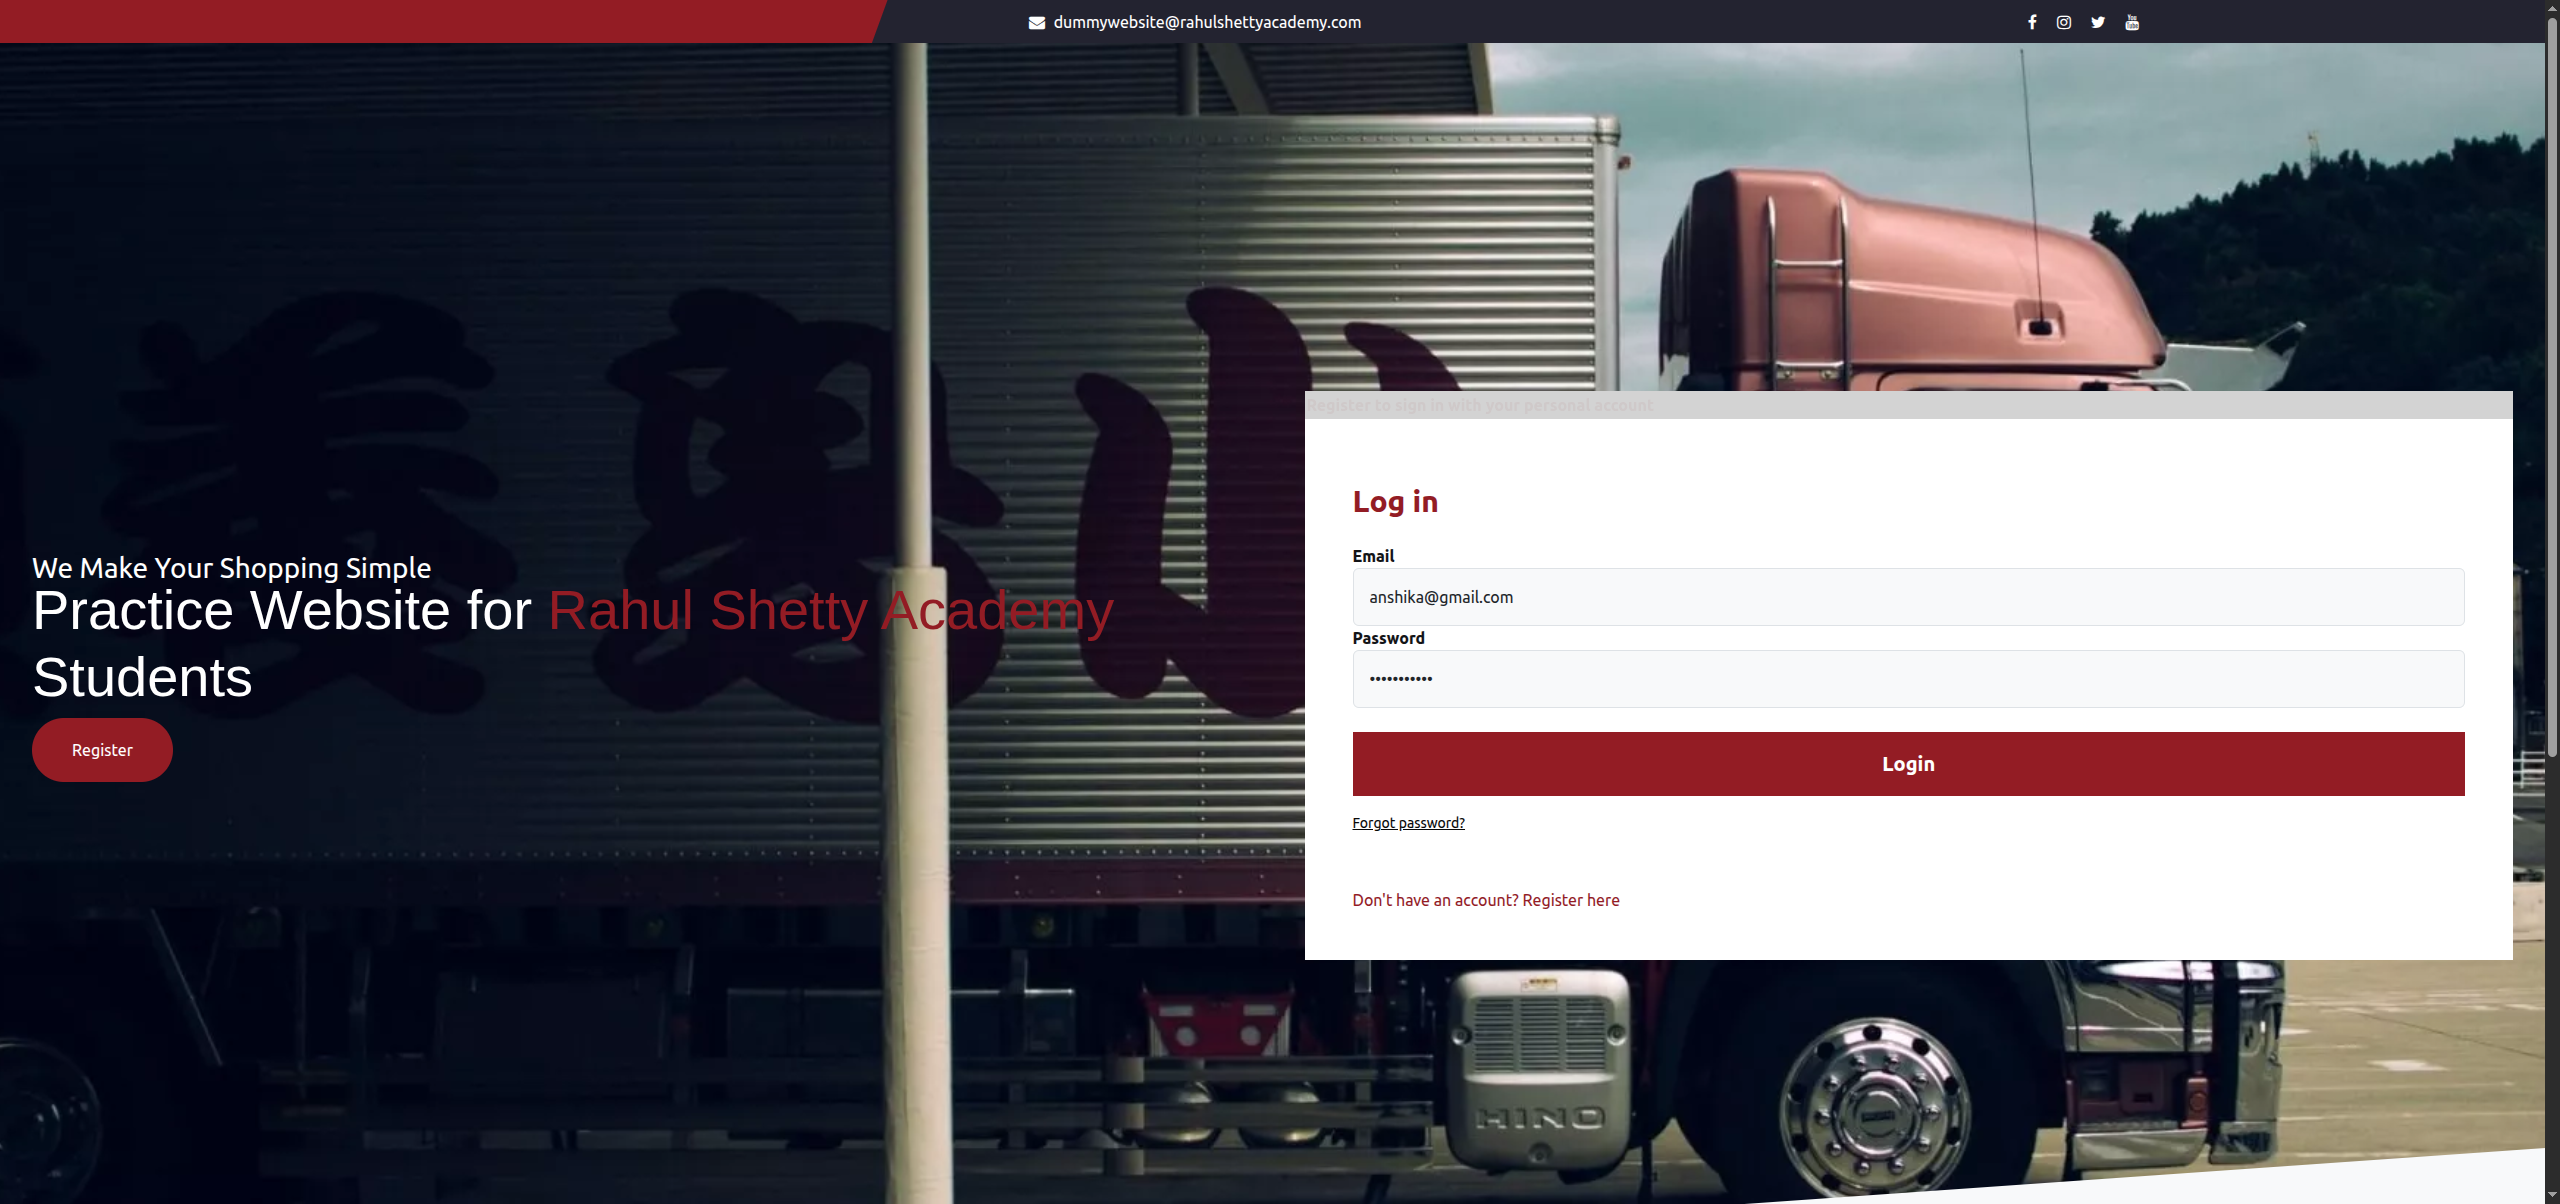 dummywebsite@rahulshettyacademy.com
Register to sign in with your personal account
Log in
Email
anshika@gmail.com
Password
•••••••••••
Login
Forgot password?
Don't have an account? Register here
We Make Your Shopping Simple
Practice Website for Rahul Shetty Academy
Students
Register
HINO